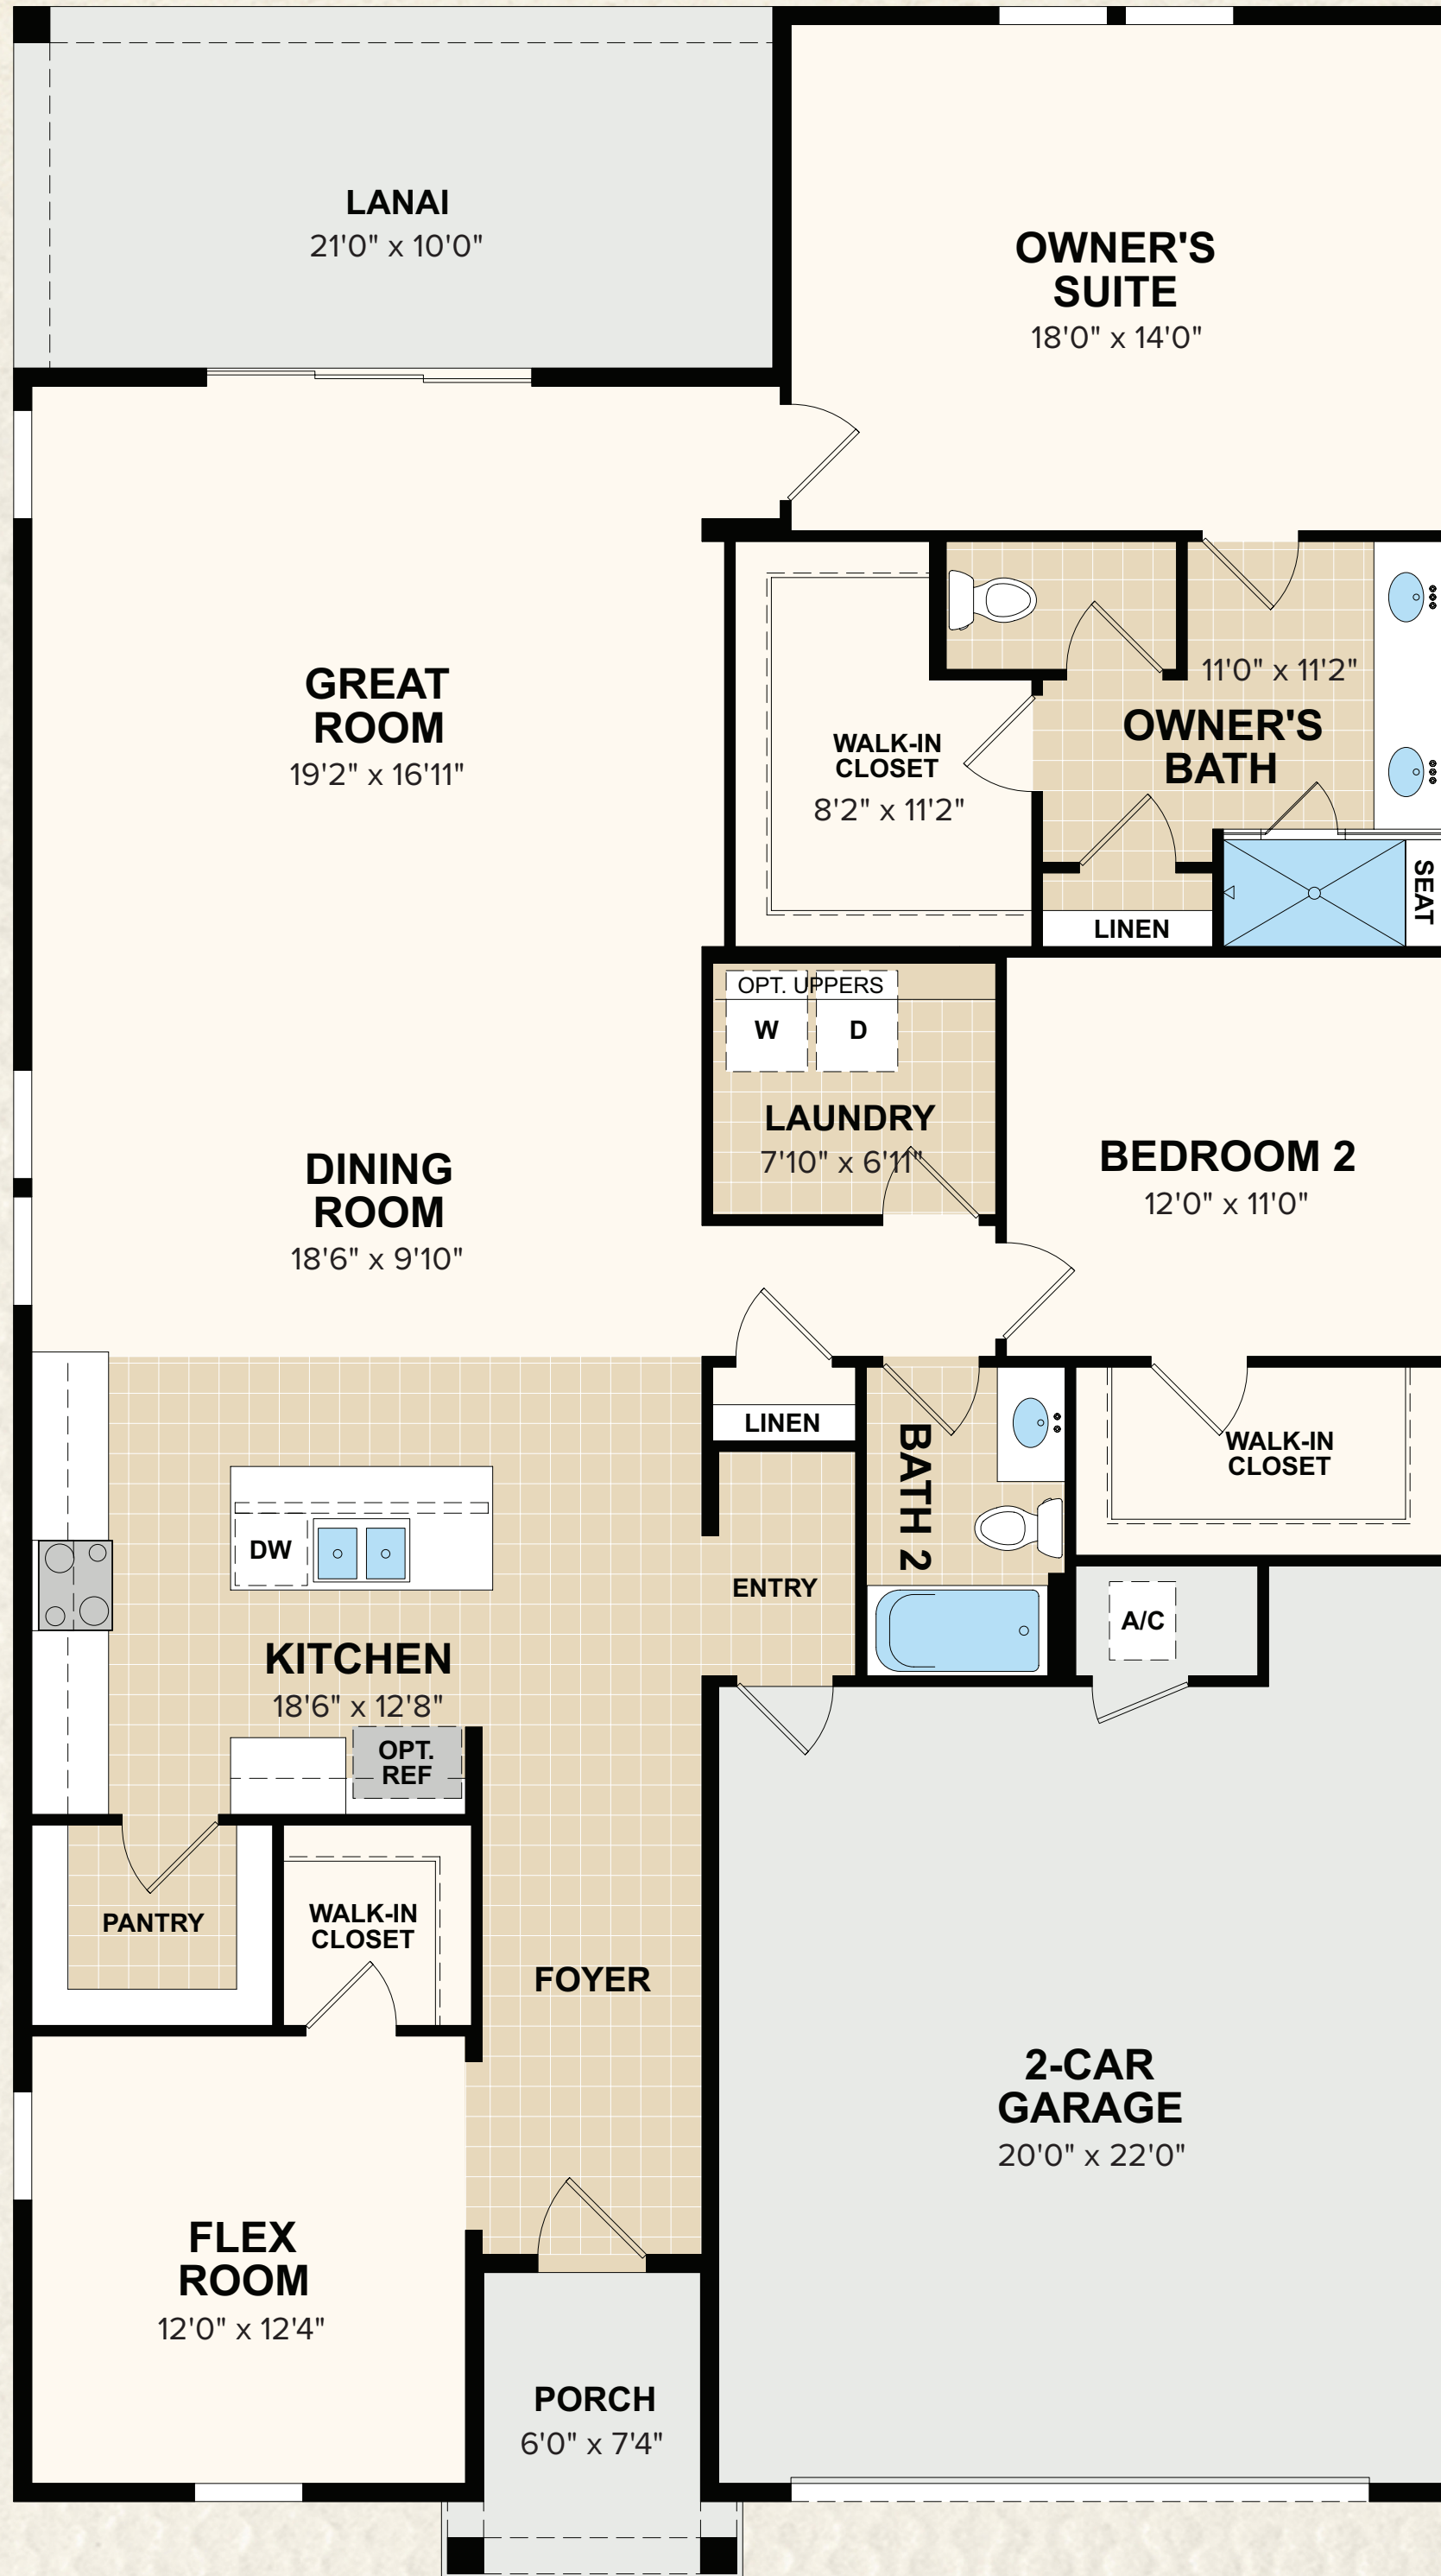 LANAI
21'0" x 10'0"
OWNER'S
SUITE
18'0" x 14'0"
GREAT
ROOM
19'2" x 16'11"
11'0" x 11'2"
OWNER'S
BATH
WALK-IN
CLOSET
8'2" x 11'2"
SEAT
LINEN
OPT. UPPERS
W
D
LAUNDRY
7'10" x 6'11"
BEDROOM 2
12'0" x 11'0"
DINING
ROOM
18'6" x 9'10"
LINEN
BATH 2
WALK-IN
CLOSET
DW
ENTRY
A/C
KITCHEN
18'6" x 12'8"
OPT.
REF
PANTRY
WALK-IN
CLOSET
FOYER
2-CAR
GARAGE
20'0" x 22'0"
FLEX
ROOM
12'0" x 12'4"
PORCH
6'0" x 7'4"